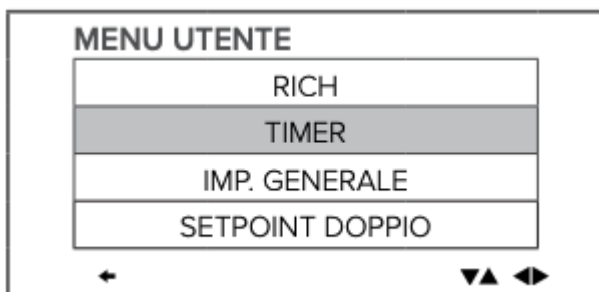 MENU UTENTE
RICH
TIMER
IMP. GENERALE
SETPOINT DOPPIO